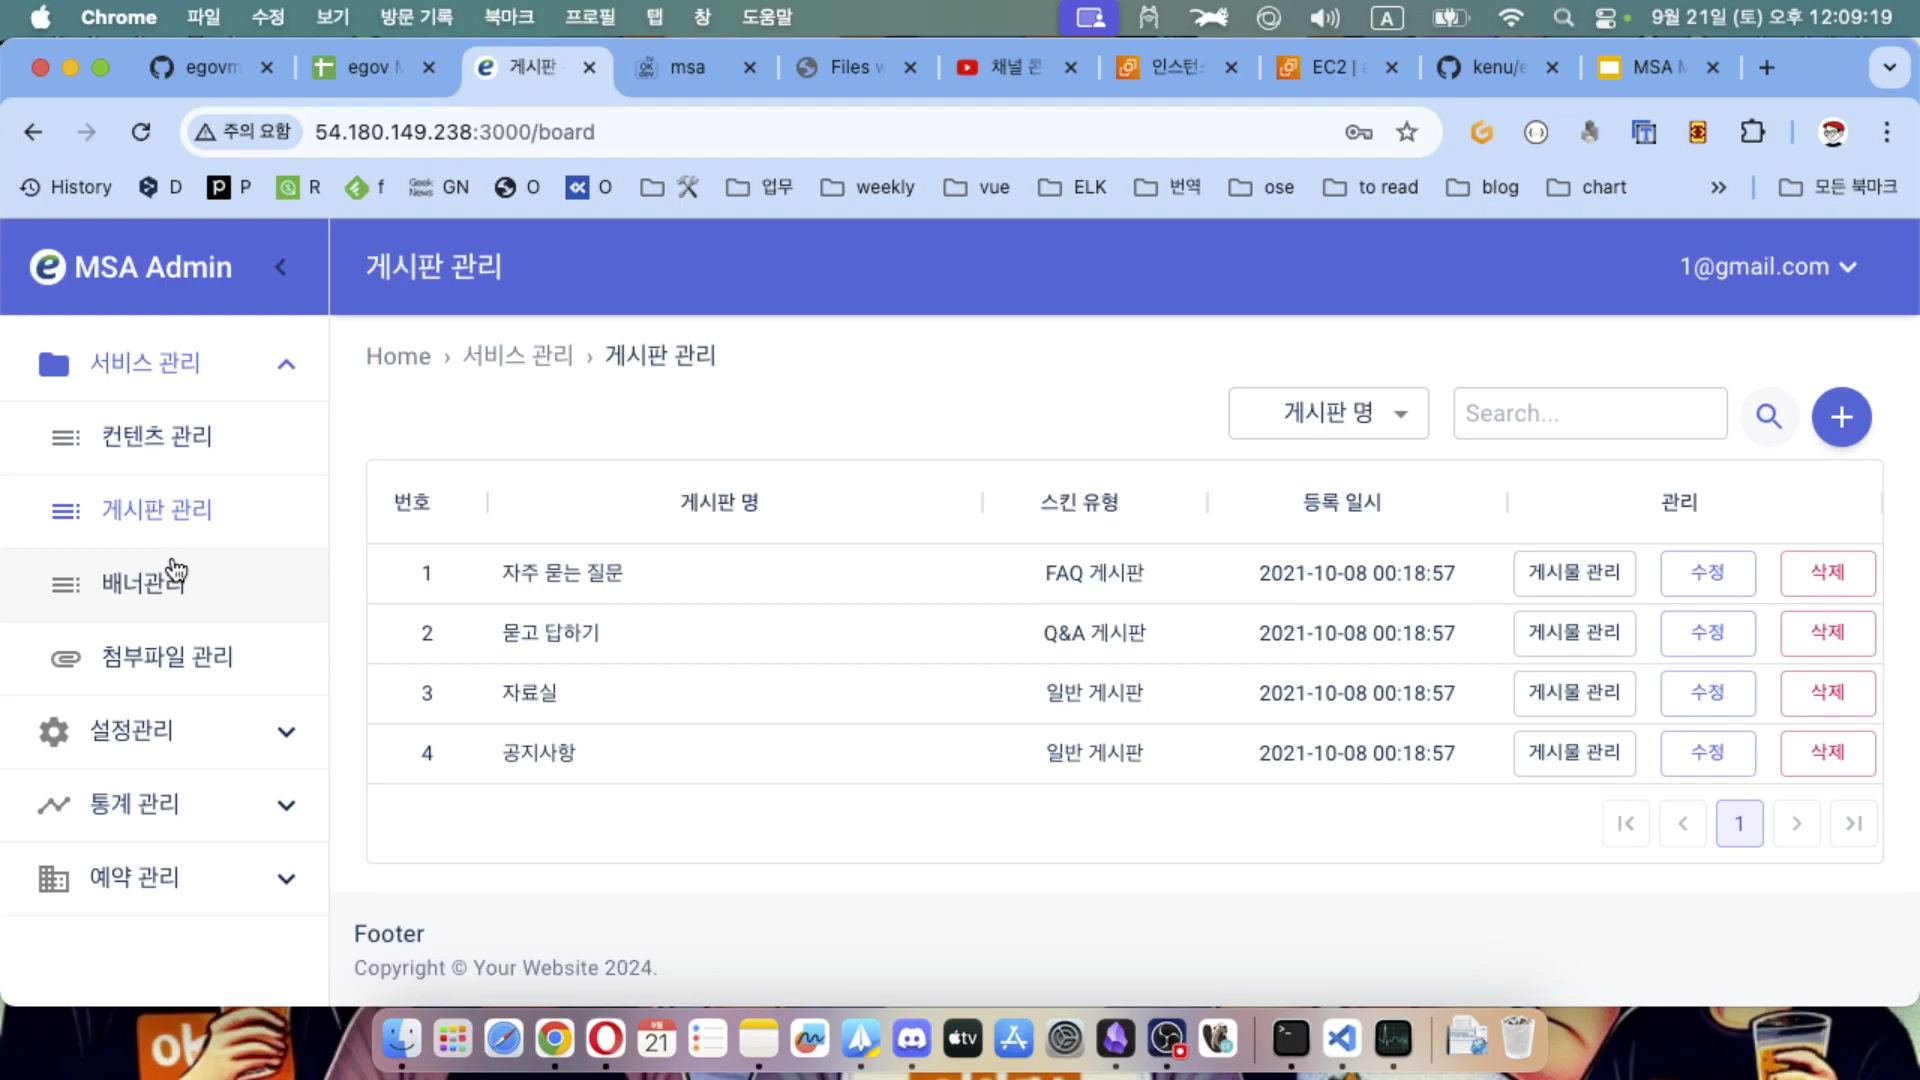 Chrome 파일 수정 보기 방문 기록 북마크 프로필 탭 창 도움말 A 9월 21일 (토) 오후 12:09:19
egovm egov 게시판 msa Files 채널 콘 인스턴 EC2 | kenu/e MSA
주의 요함 54.180.149.238:3000/board
History D P R f Geek News GN O O 업무 weekly vue ELK 번역 ose to read blog chart 모든 북마크
MSA Admin
게시판 관리
1@gmail.com
서비스 관리
컨텐츠 관리
게시판 관리
배너관리
첨부파일 관리
설정관리
통계 관리
예약 관리
Home › 서비스 관리 › 게시판 관리
게시판 명 Search...
번호 게시판 명 스킨 유형 등록 일시 관리
1 자주 묻는 질문 FAQ 게시판 2021-10-08 00:18:57 게시물 관리 수정 삭제
2 묻고 답하기 Q&A 게시판 2021-10-08 00:18:57 게시물 관리 수정 삭제
3 자료실 일반 게시판 2021-10-08 00:18:57 게시물 관리 수정 삭제
4 공지사항 일반 게시판 2021-10-08 00:18:57 게시물 관리 수정 삭제
1
Footer
Copyright © Your Website 2024.
ok
9월
21
tv